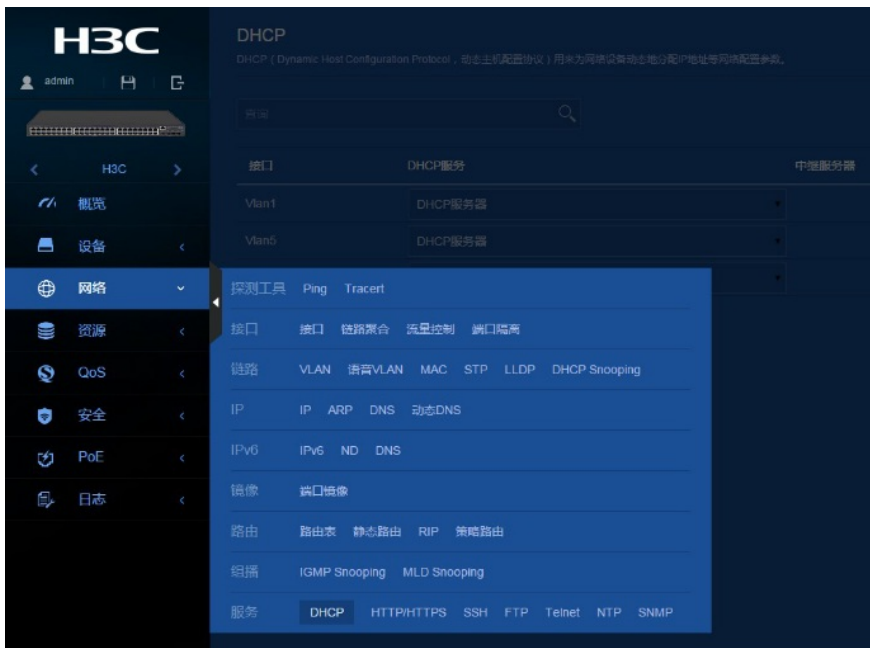 H3C
admin
H3C
概览
设备
网络
资源
QoS
安全
PoE
日志
DHCP
DHCP（Dynamic Host Configuration Protocol，动态主机配置协议）用来为网络设备动态地分配IP地址等网络配置参数。
查询
接口 DHCP服务 中继服务器
Vlan1 DHCP服务器
Vlan5 DHCP服务器
探测工具 Ping Tracert
接口 接口 链路聚合 流量控制 端口隔离
链路 VLAN 语音VLAN MAC STP LLDP DHCP Snooping
IP IP ARP DNS 动态DNS
IPv6 IPv6 ND DNS
镜像 端口镜像
路由 路由表 静态路由 RIP 策略路由
组播 IGMP Snooping MLD Snooping
服务 DHCP HTTP/HTTPS SSH FTP Telnet NTP SNMP